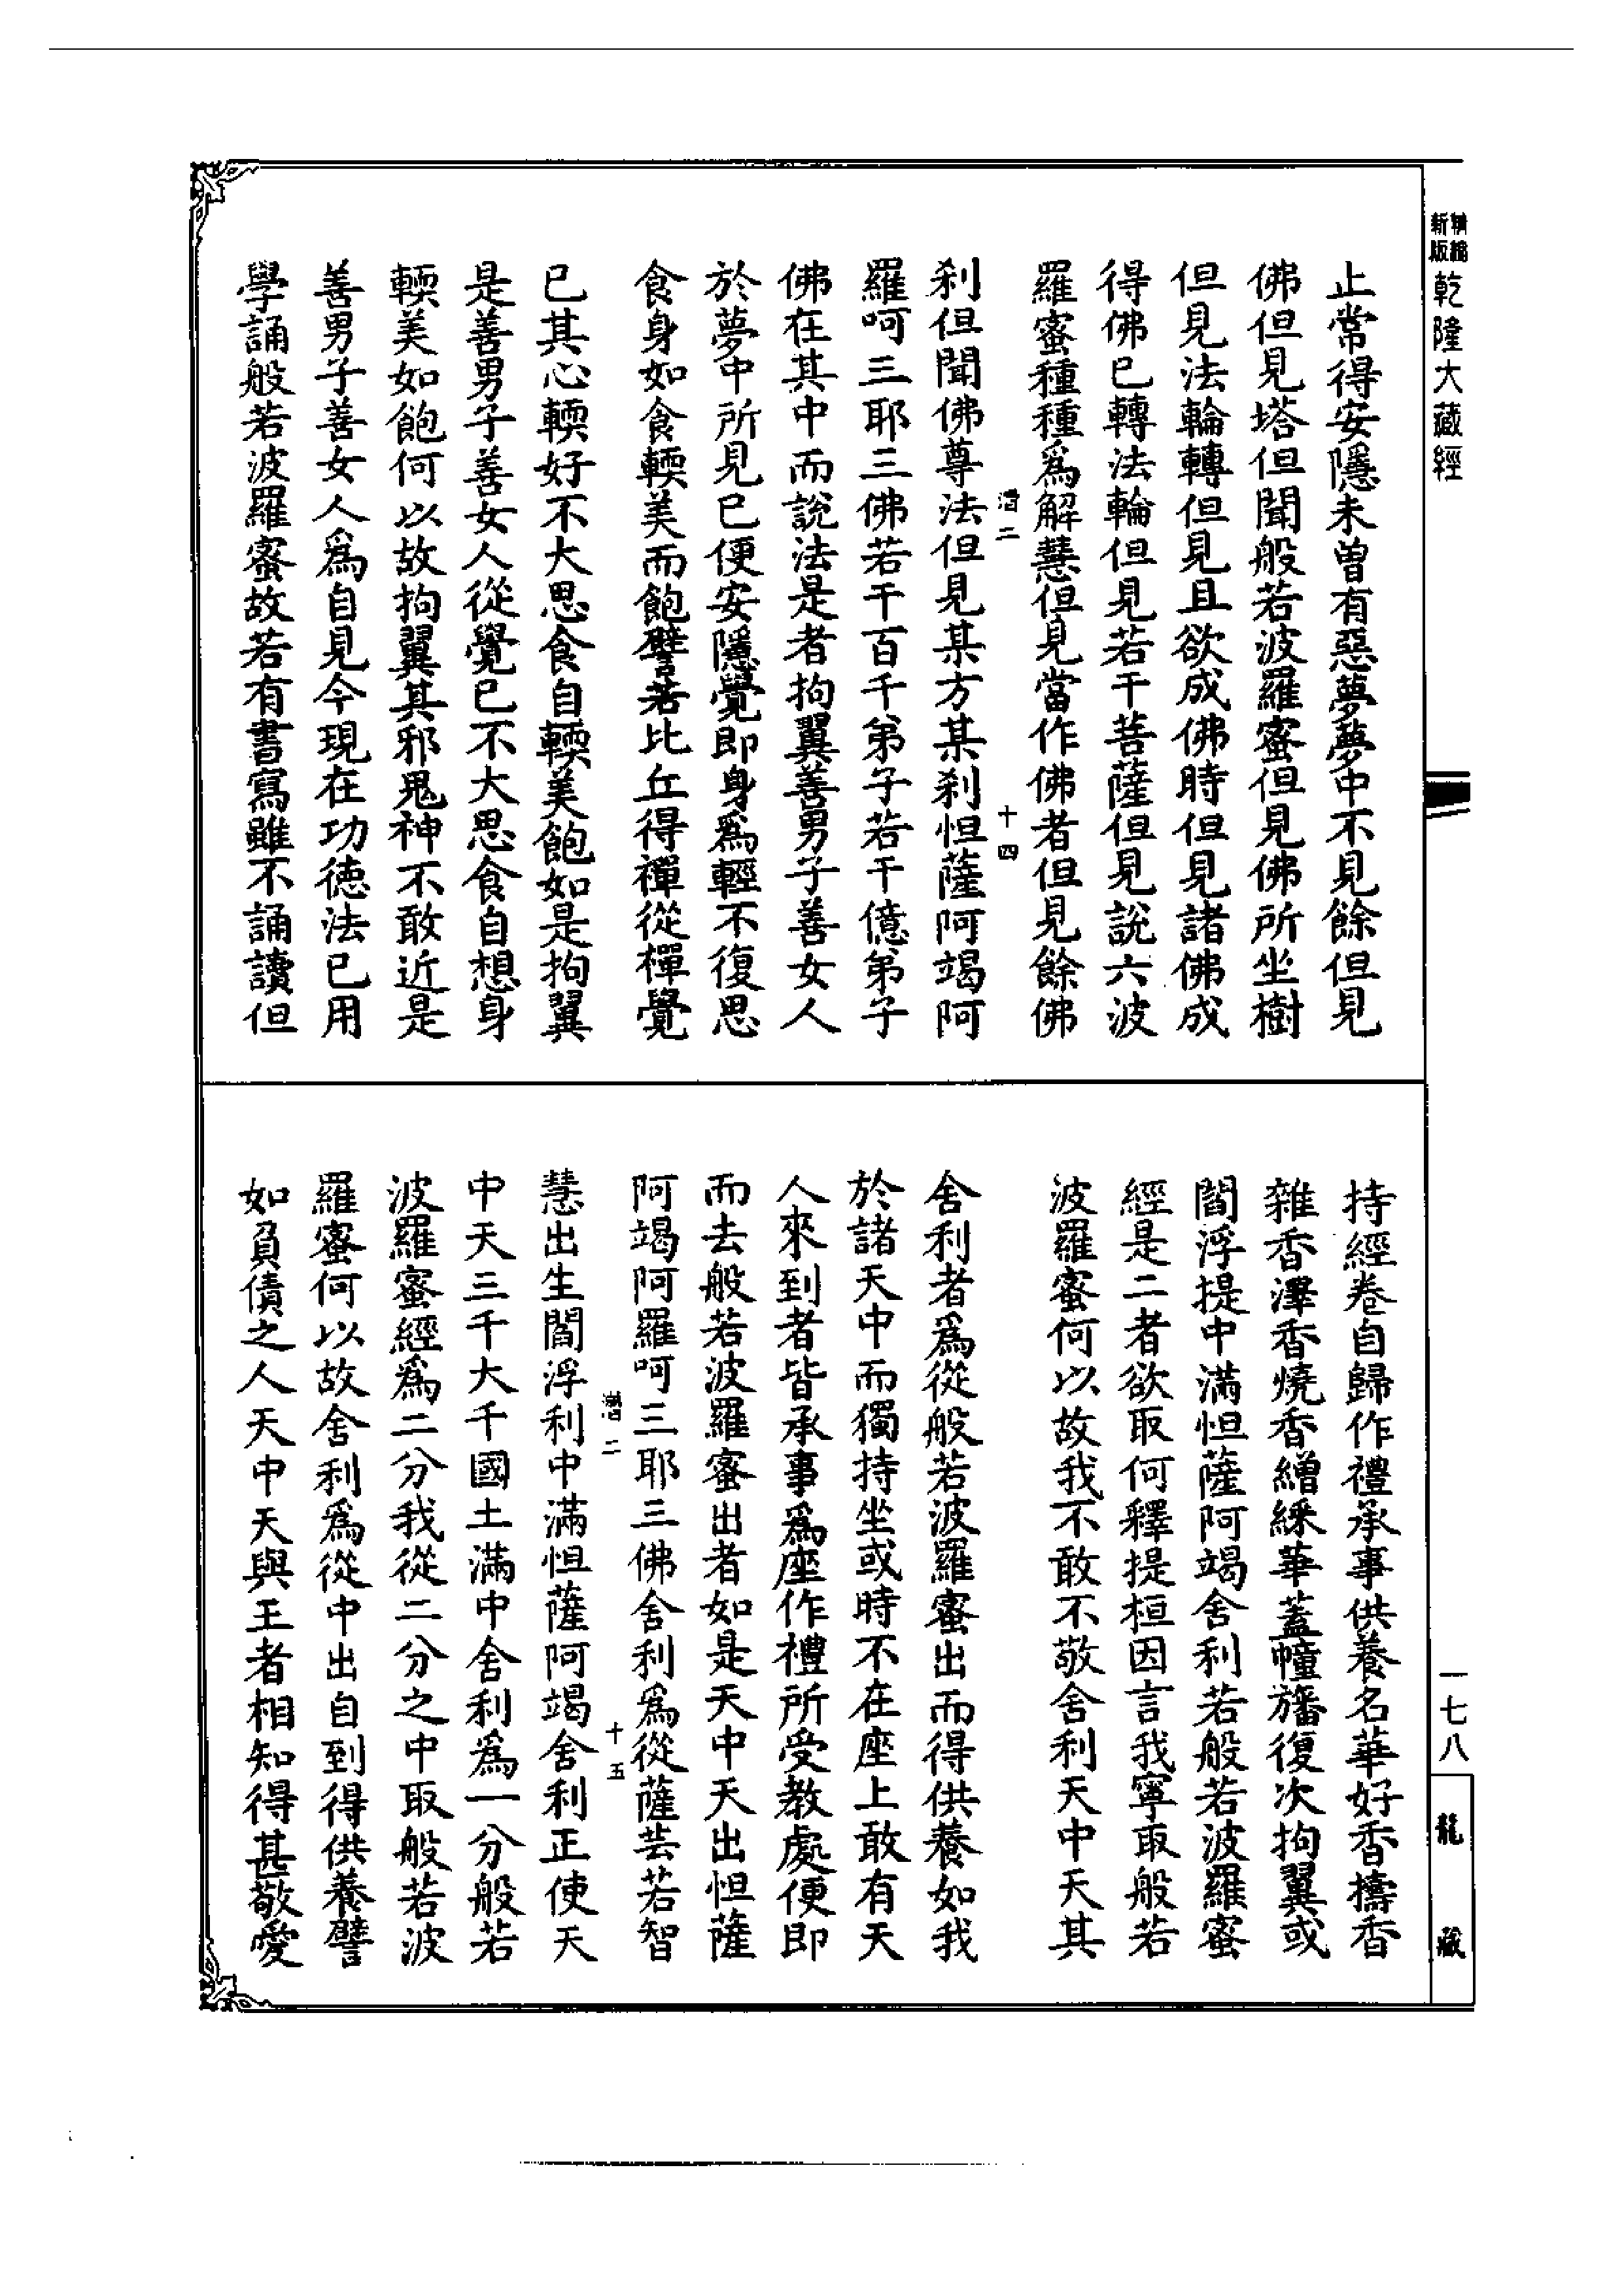 新版精縮乾隆大藏經
止常得安隱未曾有惡夢夢中不見餘但見
佛但見塔但聞般若波羅蜜但見佛所坐樹
但見法輪轉但見且欲成佛時但見諸佛成
得佛已轉法輪但見若干菩薩但見說六波
羅蜜種種爲解慧但見當作佛者但見餘佛
十四
刹但聞佛尊法但見某方某刹怛薩阿竭阿
羅呵三耶三佛若干百千弟子若干億弟子
佛在其中而說法是者拘翼善男子善女人
於夢中所見已便安隱覺即身爲輕不復思
食身如食輭美而飽譬若比丘得禪從禪覺
已其心輭好不大思食自輭美飽如是拘翼
是善男子善女人從覺已不大思食自想身
輭美如飽何以故拘翼其邪鬼神不敢近是
善男子善女人爲自見今現在功德法已用
學誦般若波羅蜜故若有書寫雖不誦讀但
持經卷自歸作禮承事供養名華好香擣香
雜香澤香燒香繒綵華蓋幢旛復次拘翼或
閻浮提中滿怛薩阿竭舍利若般若波羅蜜
經是二者欲取何釋提桓因言我寧取般若
波羅蜜何以故我不敢不敬舍利天中天其
舍利者爲從般若波羅蜜出而得供養如我
於諸天中而獨持坐或時不在座上敢有天
人來到者皆承事爲座作禮所受教處便即
而去般若波羅蜜出者如是天中天出怛薩
阿竭阿羅呵三耶三佛舍利爲從薩芸若智
十五
慧出生閻浮利中滿怛薩阿竭舍利正使天
中天三千大千國土滿中舍利爲一分般若
波羅蜜經爲二分我從二分之中取般若波
羅蜜何以故舍利爲從中出自到得供養譬
如負債之人天中天與王者相知得甚敬愛
一七八
龍藏